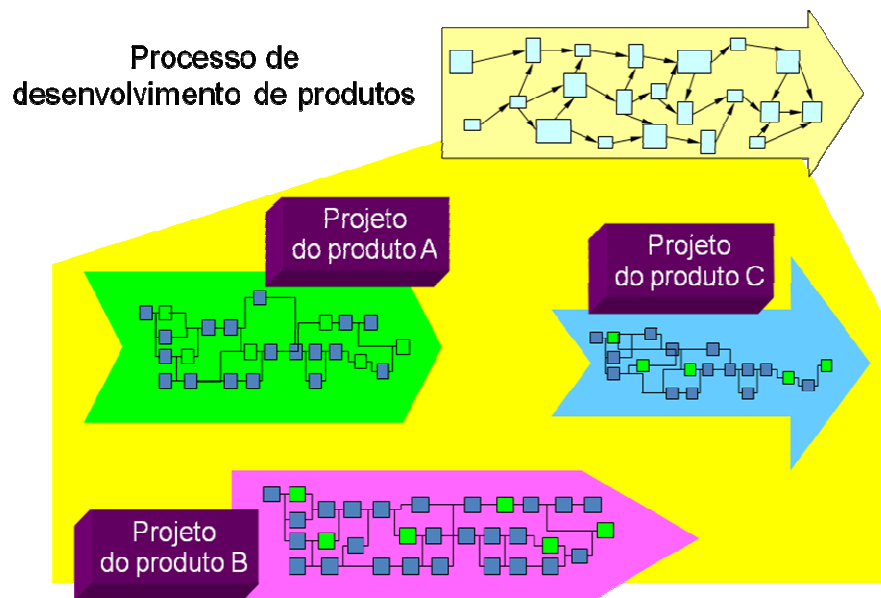 Processo de
desenvolvimento de produtos
Projeto
do produto A
Projeto
do produto C
Projeto
do produto B